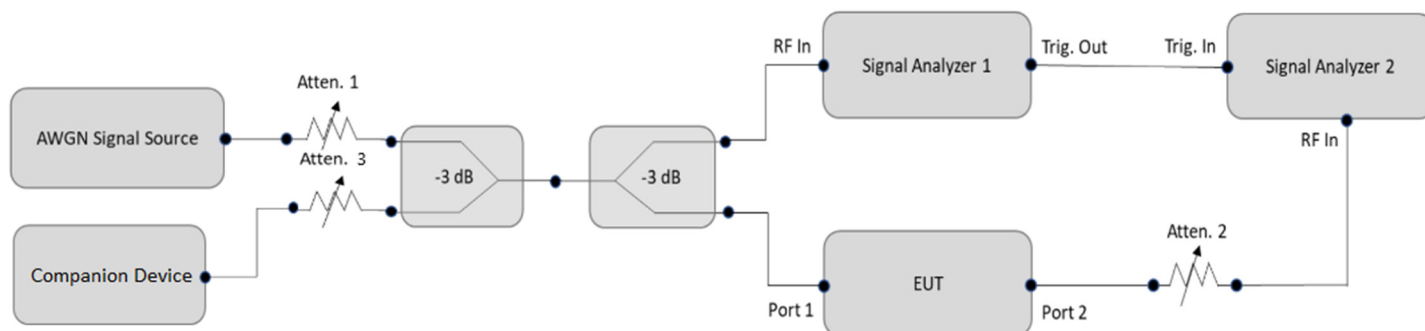 RF In
Signal Analyzer 1
Trig. Out
Trig. In
Signal Analyzer 2
Atten. 1
AWGN Signal Source
RF In
Atten. 3
-3 dB
-3 dB
Atten. 2
Companion Device
EUT
Port 1
Port 2